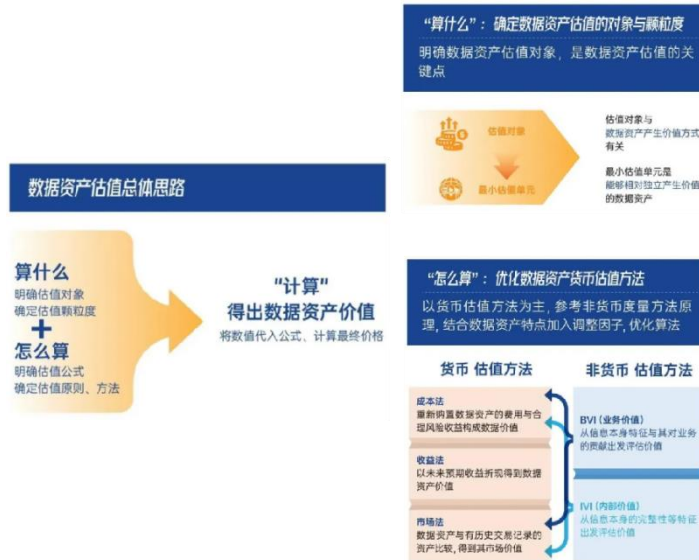 数据资产估值总体思路
算什么
明确估值对象
确定估值颗粒度
+
怎么算
明确估值公式
确定估值原则、方法
“计算”
得出数据资产价值
将数值代入公式、计算最终价格
“算什么”：确定数据资产估值的对象与颗粒度
明确数据资产估值对象，是数据资产估值的关
键点
估值对象
最小估值单元
估值对象与
数据资产产生价值方式
有关
最小估值单元是
能够相对独立产生价值
的数据资产
“怎么算”：优化数据资产货币估值方法
以货币估值方法为主，参考非货币度量方法原
理，结合数据资产特点加入调整因子，优化算法
货币 估值方法
成本法
重新购置数据资产的费用与合
理风险收益构成数据价值
收益法
以未来预期收益折现得到数据
资产价值
市场法
数据资产与有历史交易记录的
资产比较，得到其市场价值
非货币 估值方法
BVI（业务价值）
从信息本身特征与其对业务
的贡献出发评估价值
IVI（内部价值）
从信息本身的完整性等特征
出发评估价值